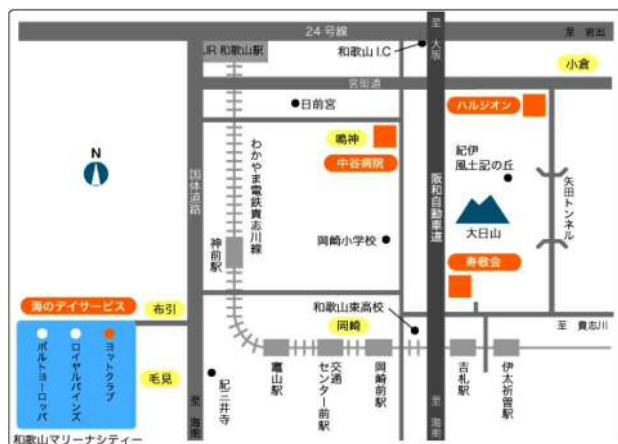 24号線
至 大阪
至 岩出
JR 和歌山駅
和歌山 I.C
小倉
宮街道
日前宮
ハルジオン
鳴神
中谷病院
紀伊
風土記の丘
わかやま電鉄貴志川線
国体道路
阪和自動車道
矢田トンネル
大日山
岡崎小学校
神前駅
寿敬会
海のデイサービス
布引
和歌山東高校
岡崎
至 貴志川
ヨットクラブ
ロイヤルパインズ
ポルトヨーロッパ
毛見
紀三井寺
竈山駅
交通
センター前駅
岡崎前駅
吉礼駅
伊太祈曽駅
至 海南
至 海南
和歌山マリーナシティー
N